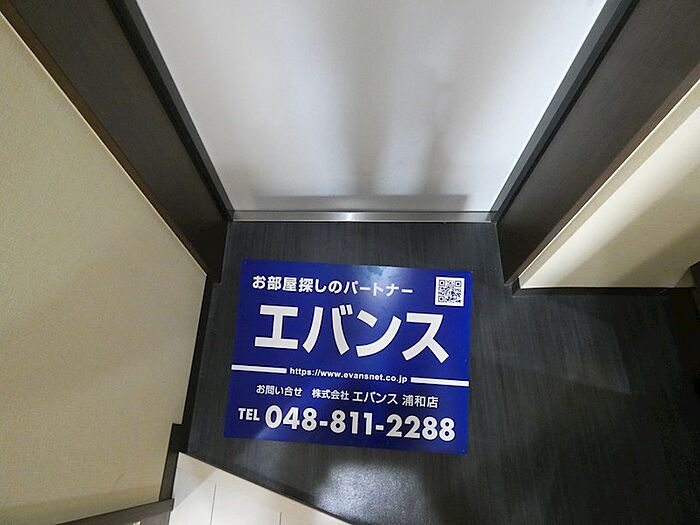 お部屋探しのパートナー
エバンス
https://www.evansnet.co.jp
お問い合せ 株式会社 エバンス 浦和店
TEL 048-811-2288